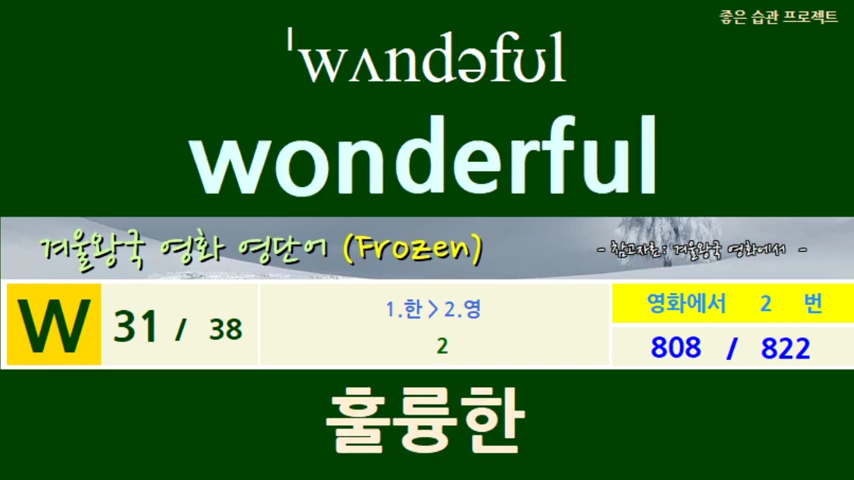 좋은 습관 프로젝트
ˈwʌndəfʊl
wonderful
겨울왕국 영화 영단어 (Frozen)
- 참고자료: 겨울왕국 영화에서 -
W 31 / 38
1.한 > 2.영
2
영화에서 2 번
808 / 822
훌륭한